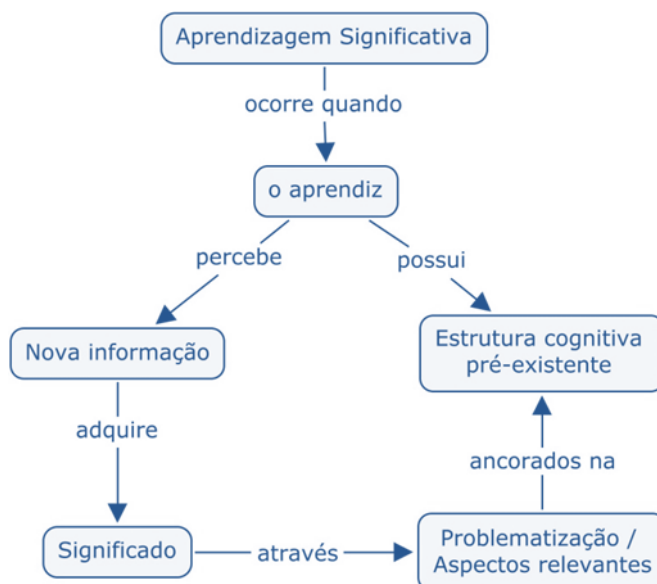 Aprendizagem Significativa
ocorre quando
o aprendiz
percebe
possui
Nova informação
Estrutura cognitiva
pré-existente
adquire
ancorados na
Significado
através
Problematização /
Aspectos relevantes